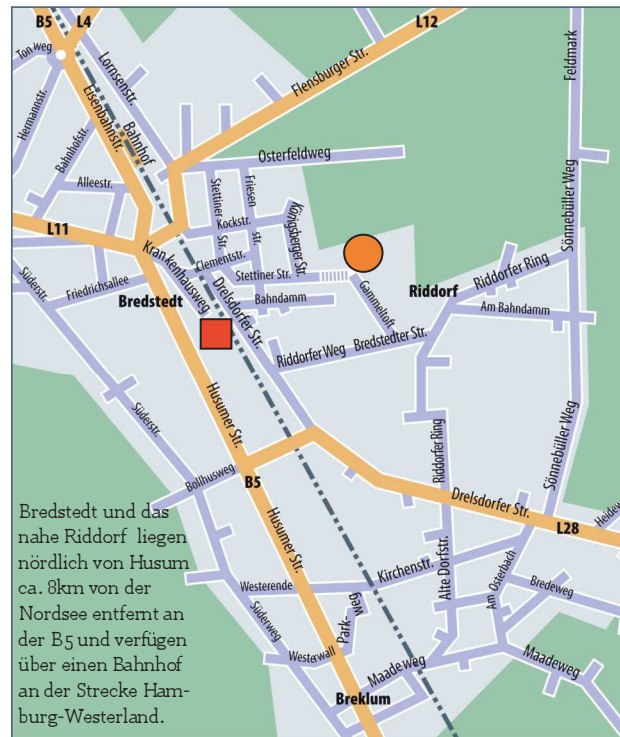 B5
L4
L12
Tonweg
Lornsenstr.
Feldmark
Flensburger Str.
Hermannstr.
Eisenbahnstr.
Bahnhof
Bahnhofstr.
Osterfeldweg
Alleestr.
Stettiner Str.
Friesen str.
Königsberger Str.
Kockstr.
L11
Krankenhausweg
Clementstr.
Sönnebüller Weg
Süderstr.
Friedrichsallee
Stettiner Str.
Drelsdorfer Str.
Gammeltoft
Riddorf
Riddorfer Ring
Bredstedt
Bahndamm
Am Bahndamm
Riddorfer Weg
Bredstedter Str.
Husumer Str.
Süderstr.
Riddorfer Ring
Sönnebüller Weg
Bollhusweg
B5
Drelsdorfer Str.
L28
Heidew
Bredstedt und das
nahe Riddorf liegen
nördlich von Husum
ca. 8km von der
Nordsee entfernt an
der B5 und verfügen
über einen Bahnhof
an der Strecke Ham-
burg-Westerland.
Husumer Str.
Kirchenstr.
Alte Dorfstr.
Am Osterbach
Bredeweg
Westerende
Süderweg
Park-
weg
Westerwall
Maade weg
Maadeweg
Breklum